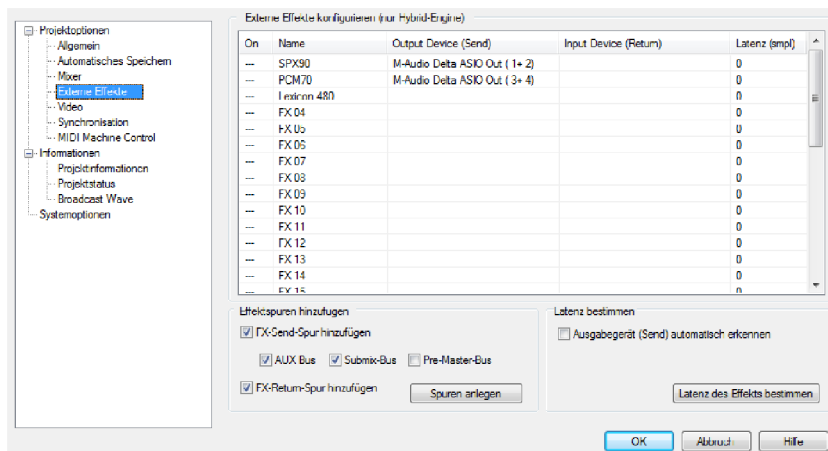 Projektoptionen
Allgemein
Automatisches Speichern
Mixer
Externe Effekte
Video
Synchronisation
MIDI Machine Control
Informationen
Projektinformationen
Projektstatus
Broadcast Wave
Systemoptionen
Externe Effekte konfigurieren (nur Hybrid-Engine)
On Name Output Device (Send) Input Device (Return) Latenz (smpl)
--- SPX90 M-Audio Delta ASIO Out ( 1+ 2) 0
--- PCM70 M-Audio Delta ASIO Out ( 3+ 4) 0
--- Lexicon 480 0
--- FX 04 0
--- FX 05 0
--- FX 06 0
--- FX 07 0
--- FX 08 0
--- FX 09 0
--- FX 10 0
--- FX 11 0
--- FX 12 0
--- FX 13 0
--- FX 14 0
--- FX 15 0
Effektspuren hinzufügen
FX-Send-Spur hinzufügen
AUX Bus Submix-Bus Pre-Master-Bus
FX-Return-Spur hinzufügen Spuren anlegen
Latenz bestimmen
Ausgabegerät (Send) automatisch erkennen
Latenz des Effekts bestimmen
OK Abbruch Hilfe